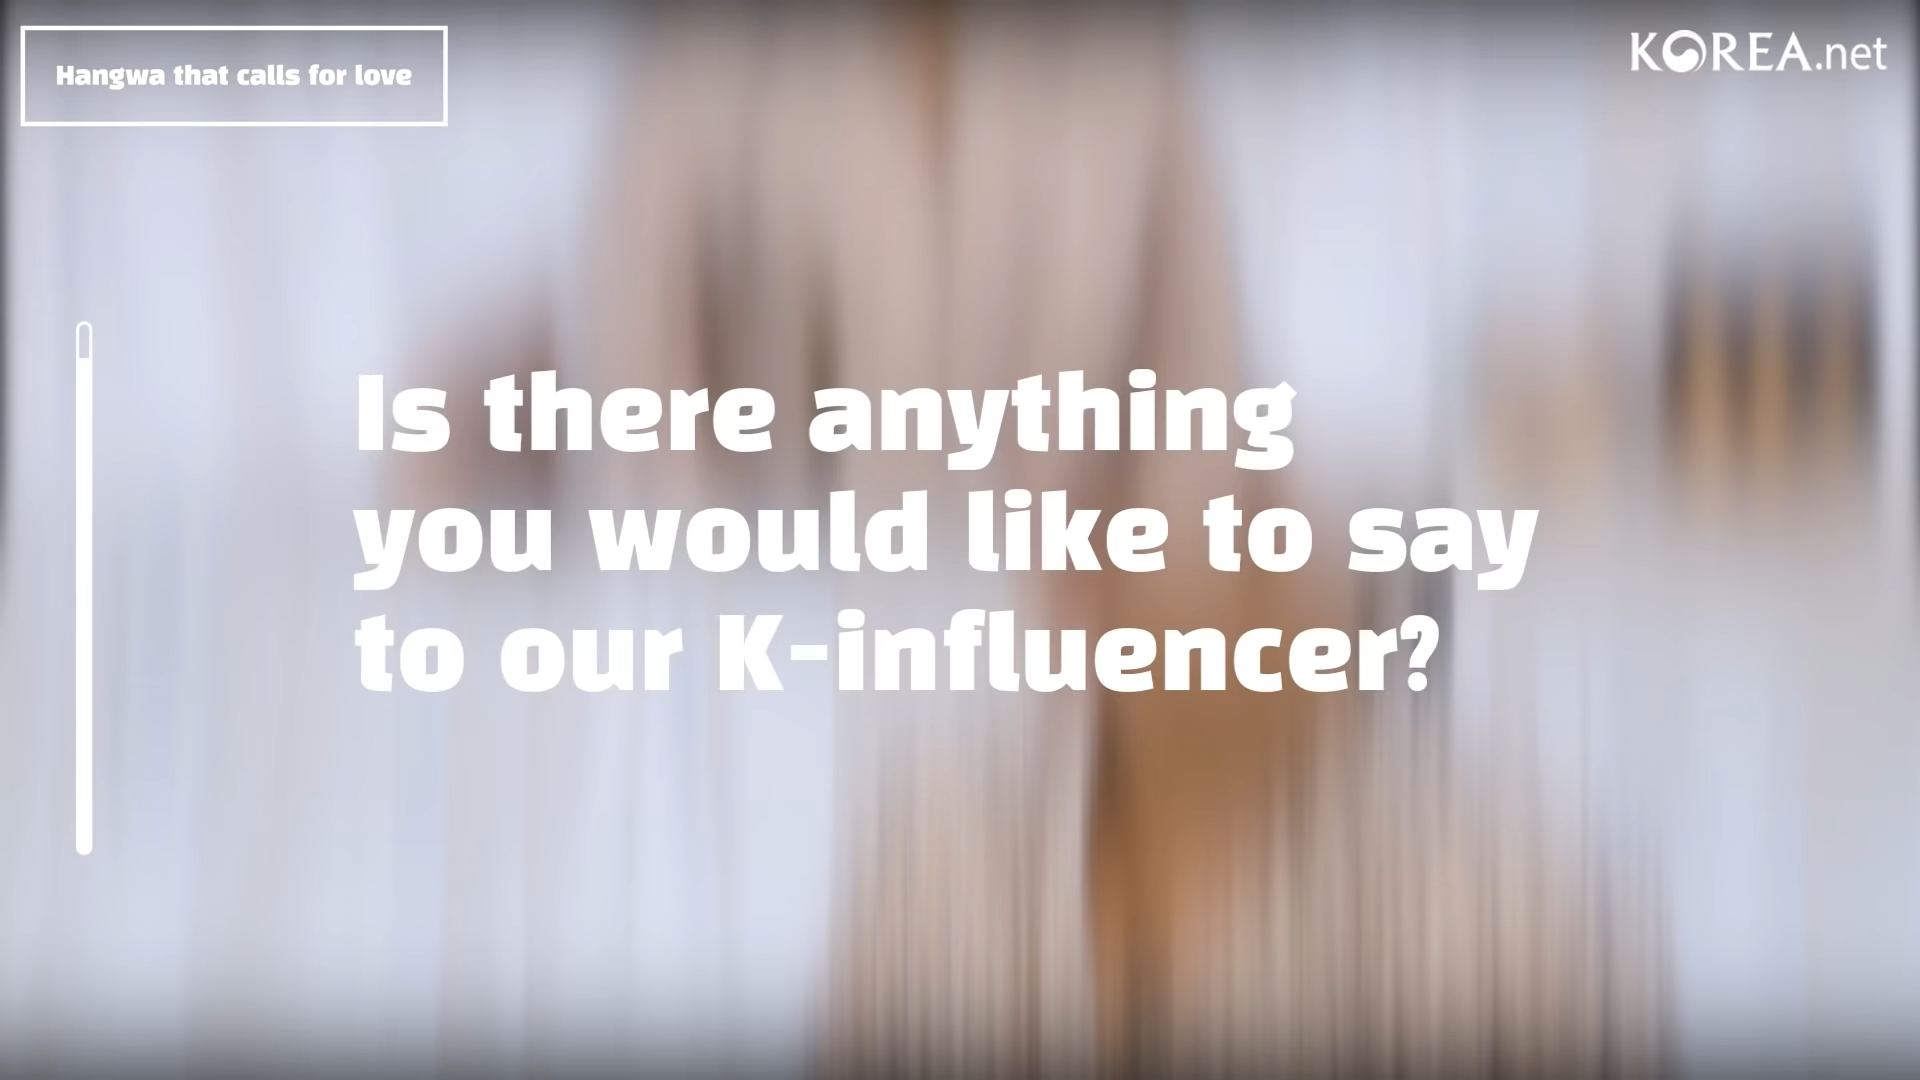 Hangwa that calls for love
KOREA.net
Is there anything
you would like to say
to our K-influencer?